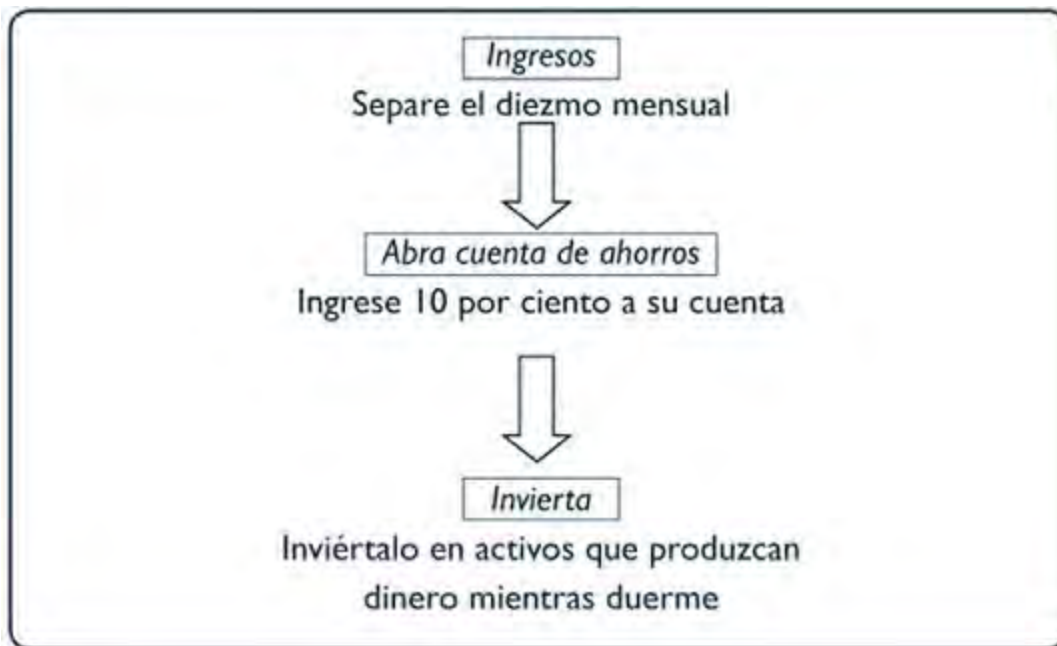 Ingresos
Separe el diezmo mensual
Abra cuenta de ahorros
Ingrese 10 por ciento a su cuenta
Invierta
Inviértalo en activos que produzcan
dinero mientras duerme